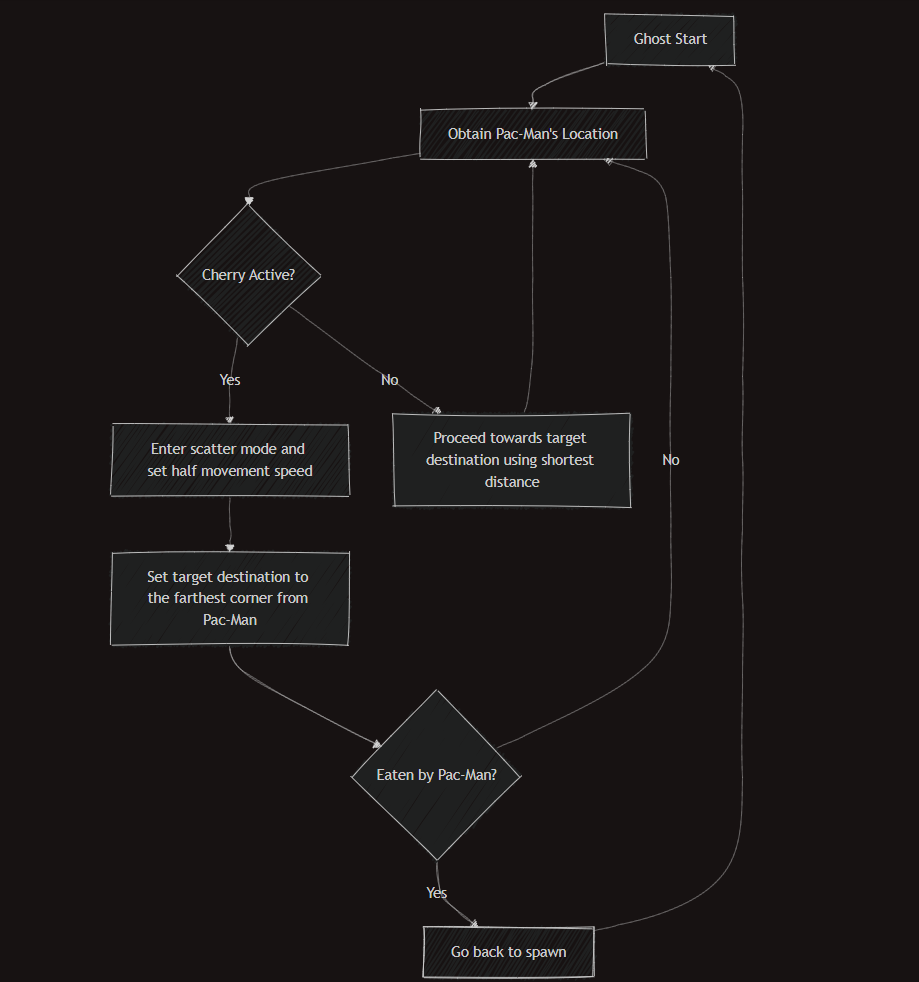 Ghost Start
Obtain Pac-Man's Location
Cherry Active?
Yes
No
Enter scatter mode and
set half movement speed
Proceed towards target
destination using shortest
distance
No
Set target destination to
the farthest corner from
Pac-Man
Eaten by Pac-Man?
Yes
Go back to spawn